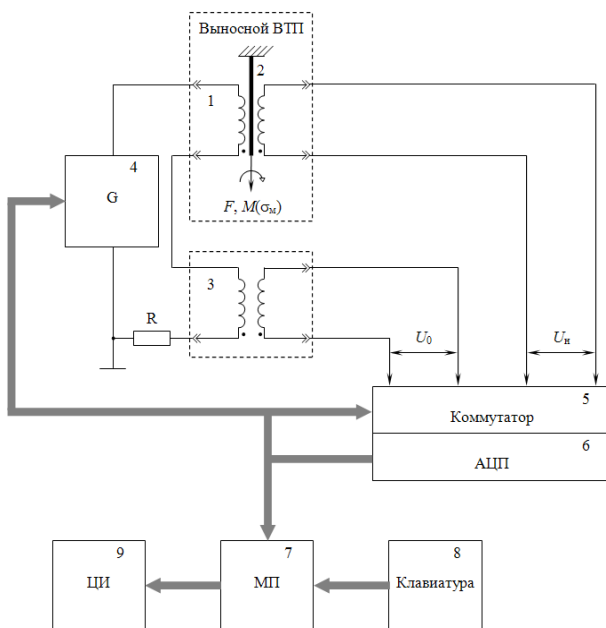 Выносной ВТП
2
1
4
G
F, M(σм)
3
R
U0
Uн
5
Коммутатор
6
АЦП
9
ЦИ
7
МП
8
Клавиатура